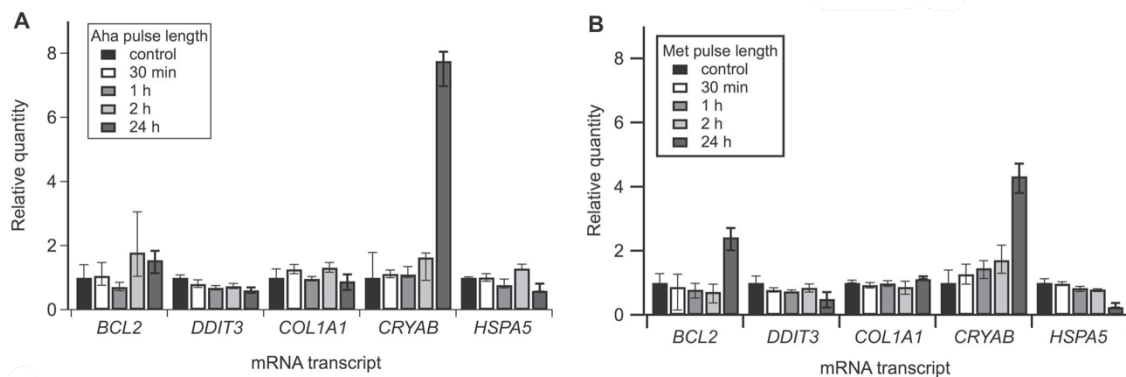 A
Aha pulse length
control
30 min
1 h
2 h
24 h
Relative quantity
8
6
4
2
0
BCL2 DDIT3 COL1A1 CRYAB HSPA5
mRNA transcript
B
Met pulse length
control
30 min
1 h
2 h
24 h
Relative quantity
8
6
4
2
0
BCL2 DDIT3 COL1A1 CRYAB HSPA5
mRNA transcript